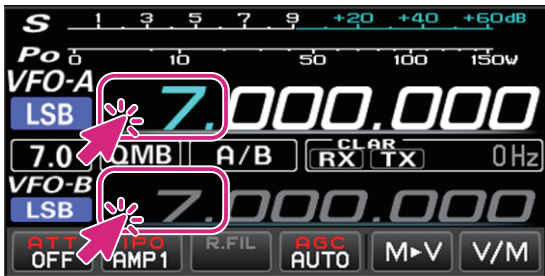 S 1 3 5 7 9 +20 +40 +60dB
Po 0 10 50 100 150W
VFO-A
LSB 7.000.000
7.0 QMB A/B CLAR RX TX 0Hz
VFO-B
LSB 7.000.000
ATT IPO R.FIL AGC M►V V/M
OFF AMP1 AUTO